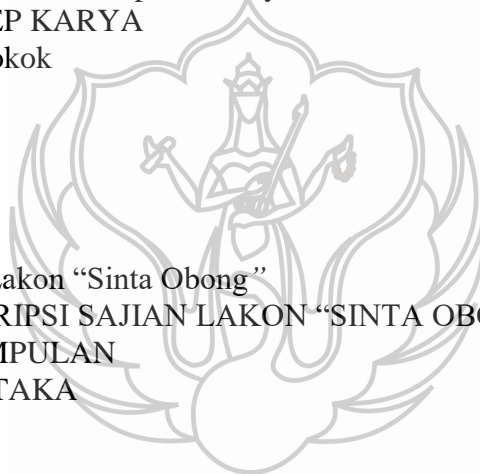 EP KARYA
okok
Lakon “Sinta Obong”
RIPSI SAJIAN LAKON “SINTA OBO
MPULAN
TAKA